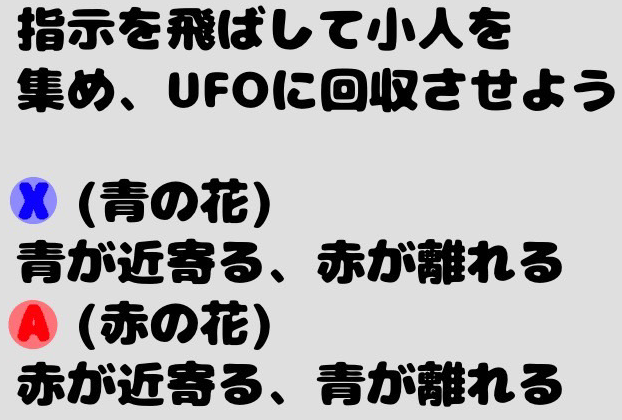 指示を飛ばして小人を
集め、UFOに回収させよう
X (青の花)
青が近寄る、赤が離れる
A (赤の花)
赤が近寄る、青が離れる